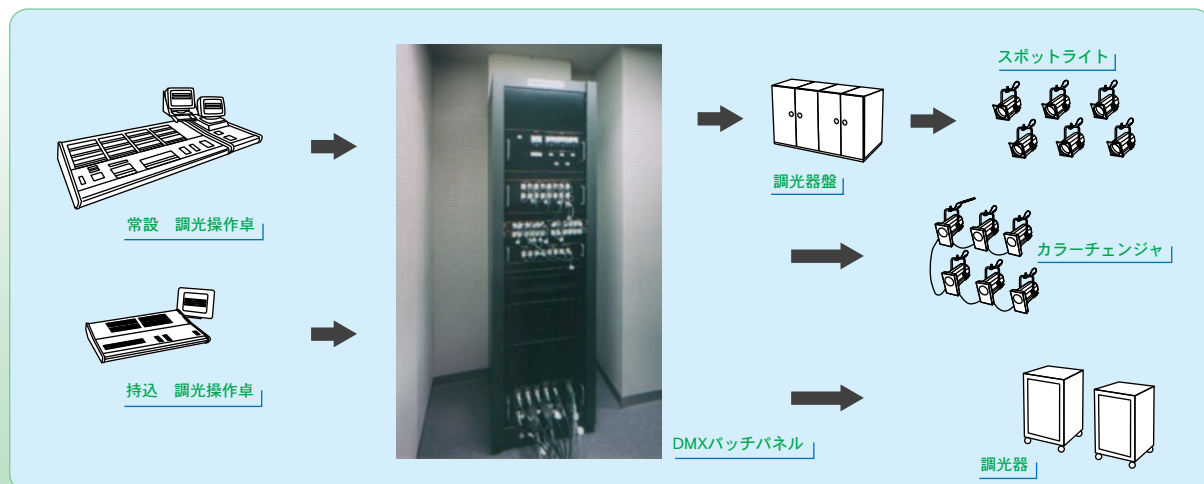 スポットライト
調光器盤
常設　調光操作卓
カラーチェンジャ
持込　調光操作卓
DMXパッチパネル
調光器